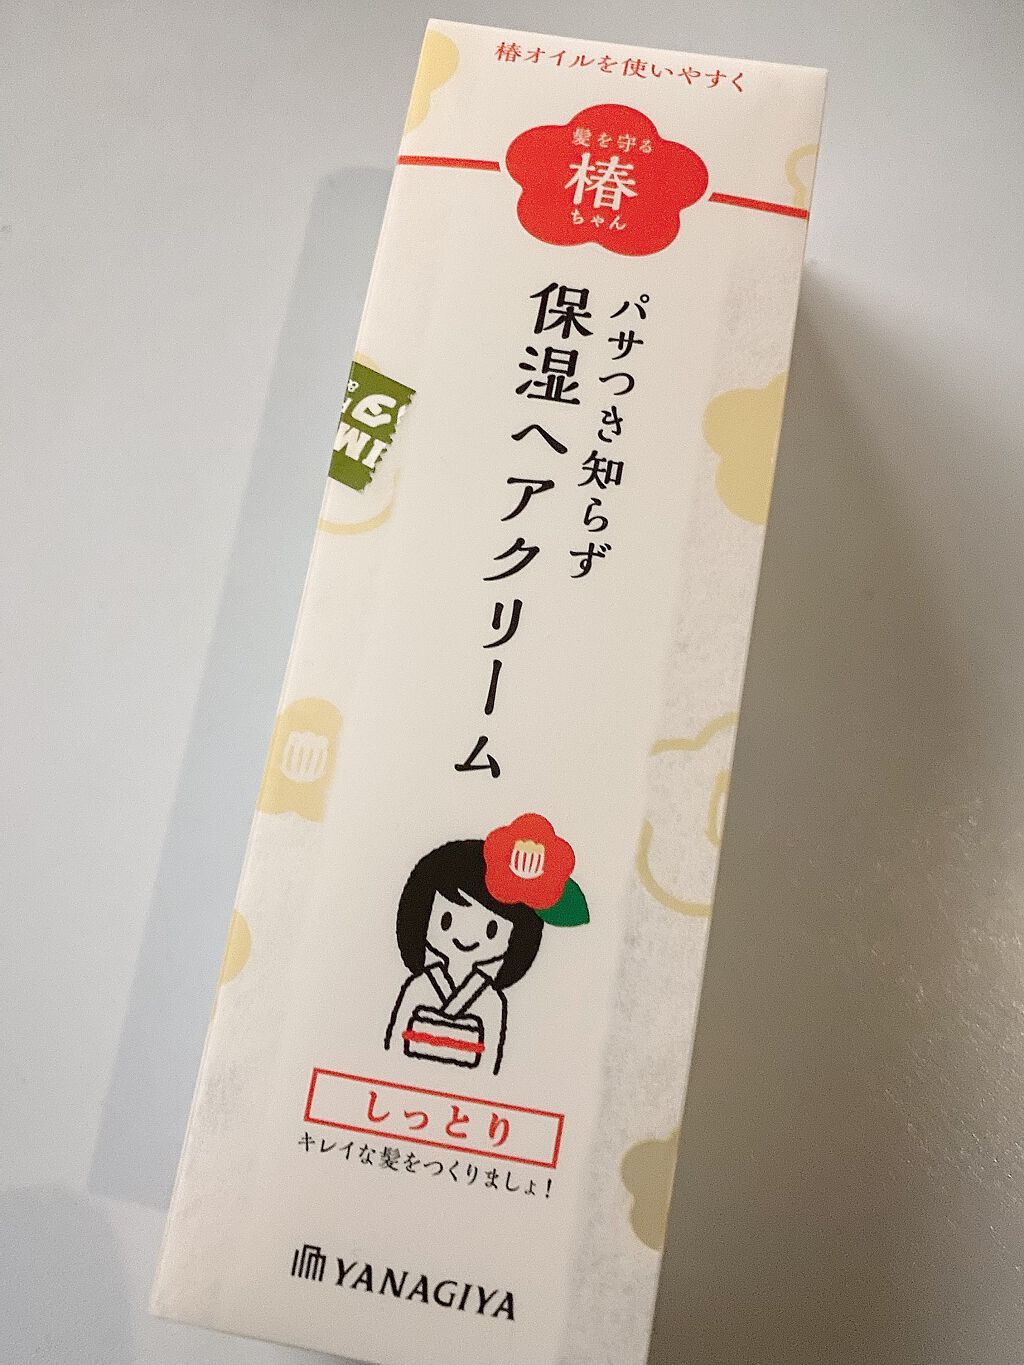 椿オイルを使いやすく
髪を守る
椿
ちゃん
パサつき知らず
保湿ヘアクリーム
しっとり
キレイな髪をつくりましょ!
YANAGIYA